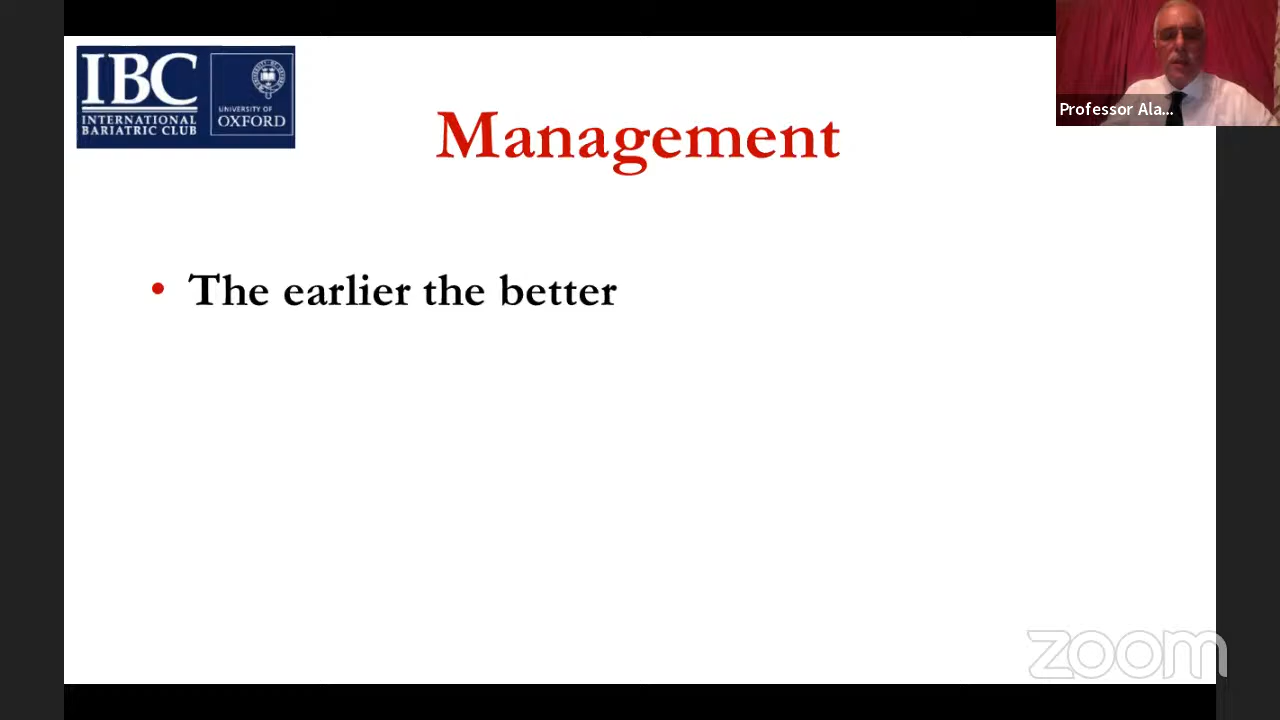 IBC
INTERNATIONAL
BARIATRIC CLUB
UNIVERSITY OF
OXFORD
Professor Ala...
Management
• The earlier the better
zoom